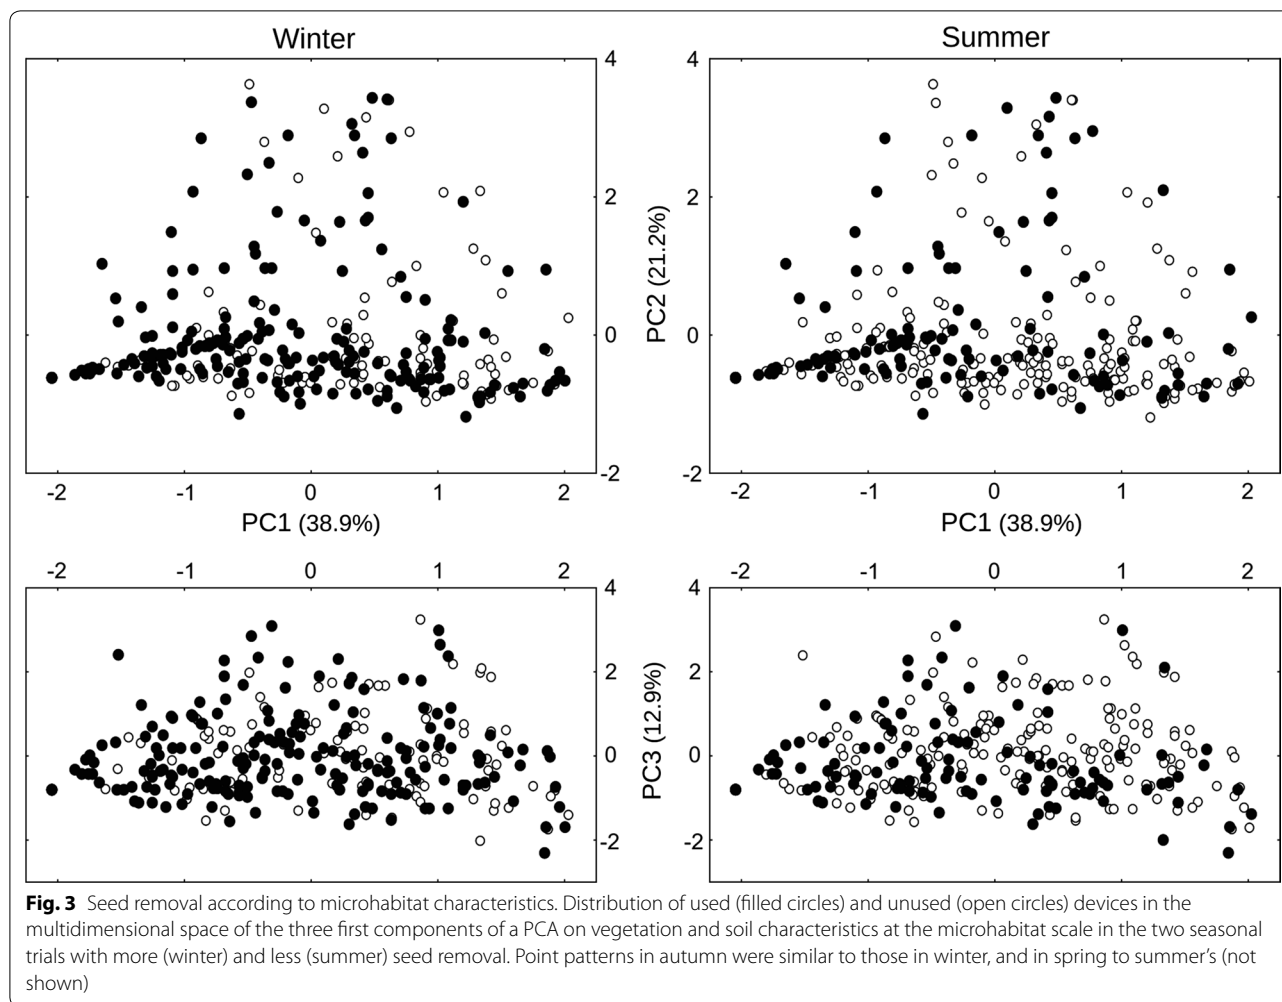 Winter
Summer
4
4
2
2
0
0
-2
-2
PC2 (21.2%)
-2 -1 0 1 2
-2 -1 0 1 2
PC1 (38.9%)
PC1 (38.9%)
-2 -1 0 1 2
-2 -1 0 1 2
4
4
2
2
0
0
-2
-2
PC3 (12.9%)
Fig. 3 Seed removal according to microhabitat characteristics. Distribution of used (filled circles) and unused (open circles) devices in the
multidimensional space of the three first components of a PCA on vegetation and soil characteristics at the microhabitat scale in the two seasonal
trials with more (winter) and less (summer) seed removal. Point patterns in autumn were similar to those in winter, and in spring to summer’s (not
shown)